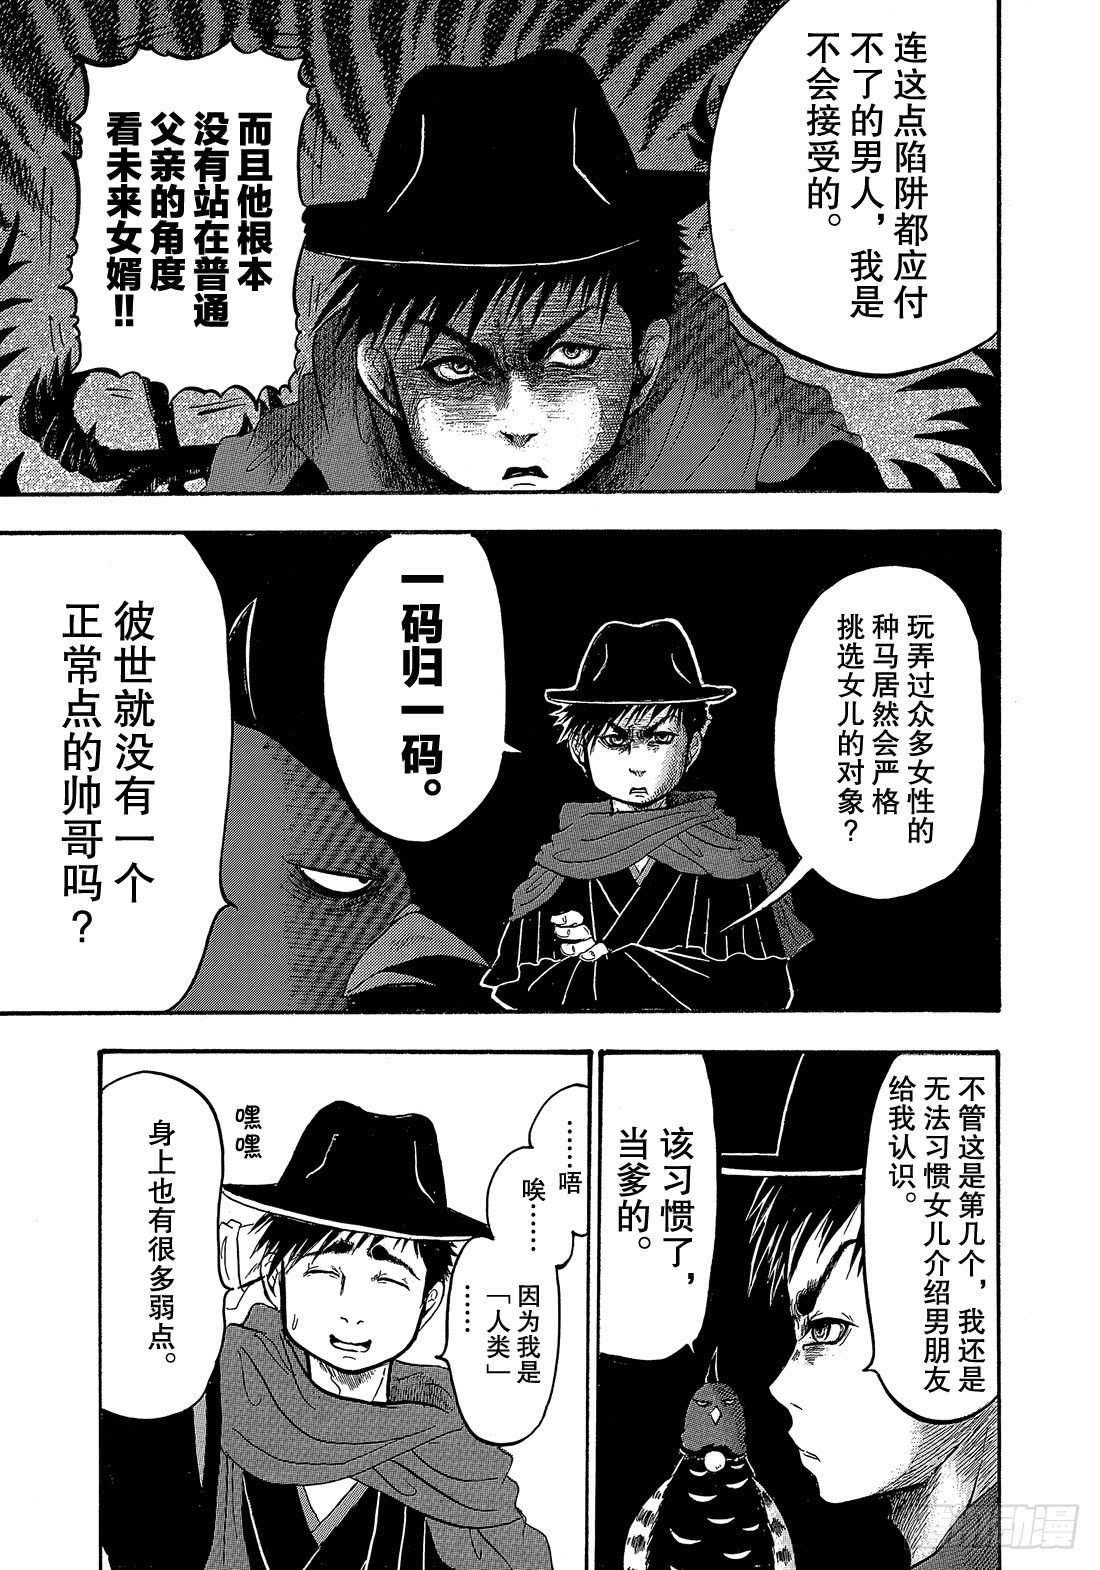 连这点陷阱都应付
不了的男人，我是
不会接受的。
而且他根本
没有站在普通
父亲的角度
看未来女婿!!
玩弄过众多女性的
种马居然会严格
挑选女儿的对象？
一码归一码。
彼世就没有一个
正常点的帅哥吗？
不管这是第几个，我还是
无法习惯女儿介绍男朋友
给我认识。
该习惯了，
当爹的。
……唔
唉……
因为我是
「人类」
……
嘿嘿
身上也有很多弱点。